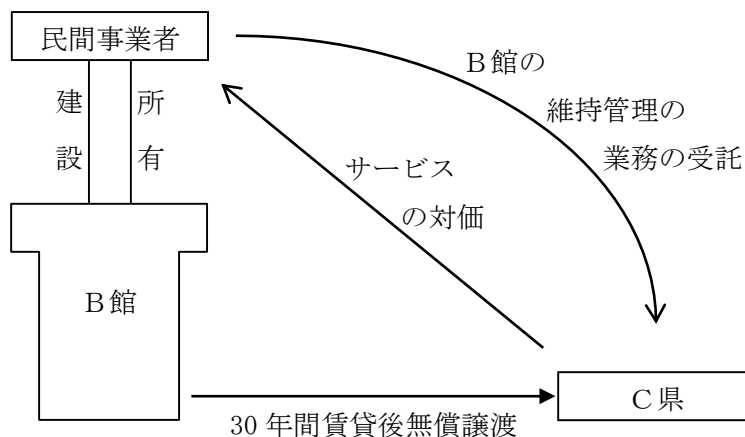 民間事業者
建設
所有
B館の
維持管理の
業務の受託
サービス
の対価
B館
C県
30年間賃貸後無償譲渡